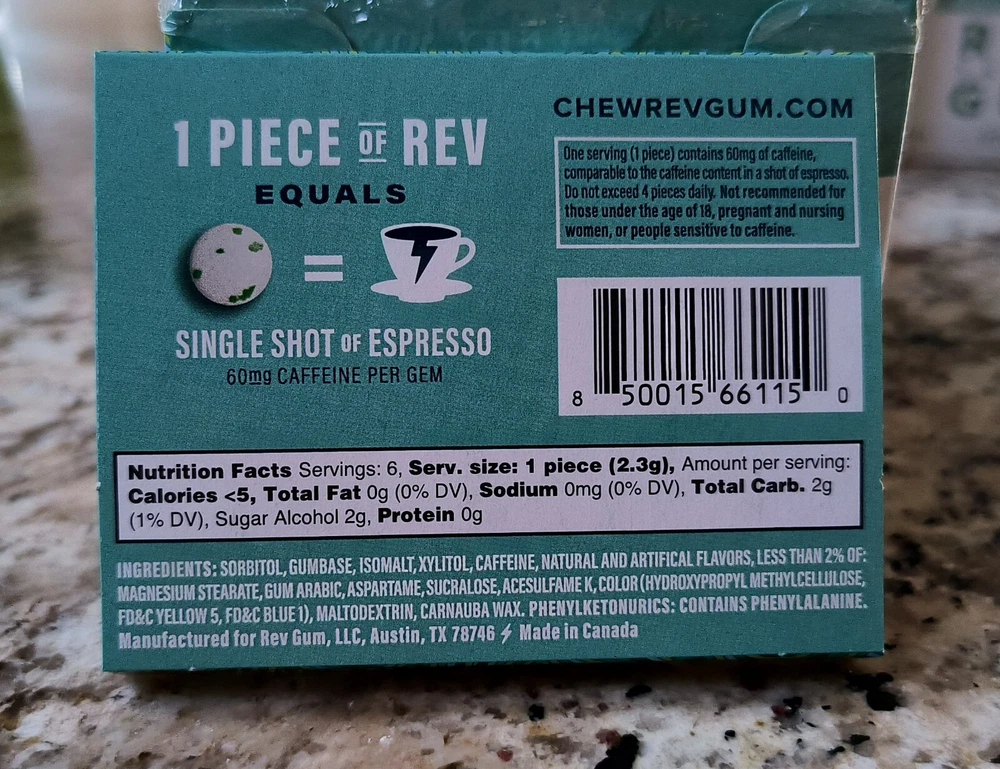 1 PIECE OF REV
EQUALS
=
SINGLE SHOT OF ESPRESSO
60mg CAFFEINE PER GEM
CHEWREVGUM.COM
One serving (1 piece) contains 60mg of caffeine,
comparable to the caffeine content in a shot of espresso.
Do not exceed 4 pieces daily. Not recommended for
those under the age of 18, pregnant and nursing
women, or people sensitive to caffeine.
8 50015 66115 0
Nutrition Facts Servings: 6, Serv. size: 1 piece (2.3g), Amount per serving:
Calories <5, Total Fat 0g (0% DV), Sodium 0mg (0% DV), Total Carb. 2g
(1% DV), Sugar Alcohol 2g, Protein 0g
INGREDIENTS: SORBITOL, GUMBASE, ISOMALT, XYLITOL, CAFFEINE, NATURAL AND ARTIFICAL FLAVORS, LESS THAN 2% OF:
MAGNESIUM STEARATE, GUM ARABIC, ASPARTAME, SUCRALOSE, ACESULFAME K, COLOR (HYDROXYPROPYL METHYLCELLULOSE,
FD&C YELLOW 5, FD&C BLUE 1), MALTODEXTRIN, CARNAUBA WAX. PHENYLKETONURICS: CONTAINS PHENYLALANINE.
Manufactured for Rev Gum, LLC, Austin, TX 78746 Made in Canada
R
G